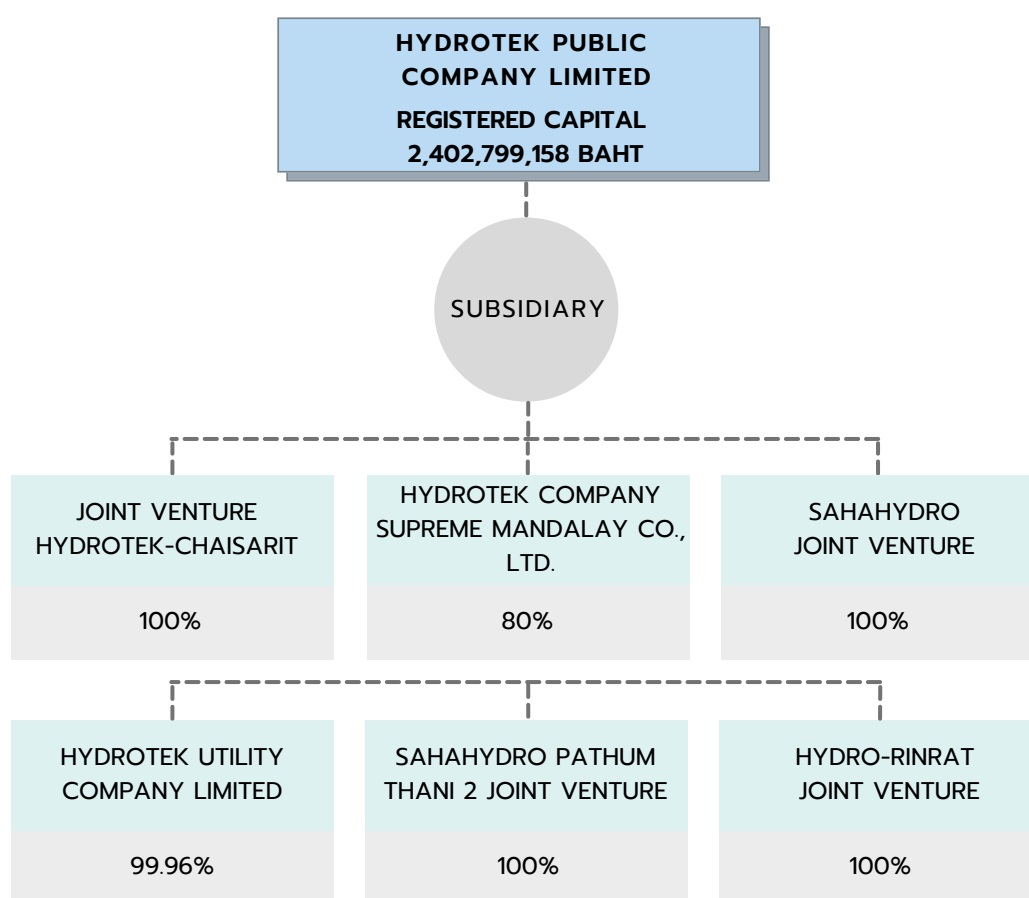 HYDROTEK PUBLIC
COMPANY LIMITED
REGISTERED CAPITAL
2,402,799,158 BAHT
SUBSIDIARY
JOINT VENTURE
HYDROTEK-CHAISARIT
100%
HYDROTEK COMPANY
SUPREME MANDALAY CO.,
LTD.
80%
SAHAHYDRO
JOINT VENTURE
100%
HYDROTEK UTILITY
COMPANY LIMITED
99.96%
SAHAHYDRO PATHUM
THANI 2 JOINT VENTURE
100%
HYDRO-RINRAT
JOINT VENTURE
100%